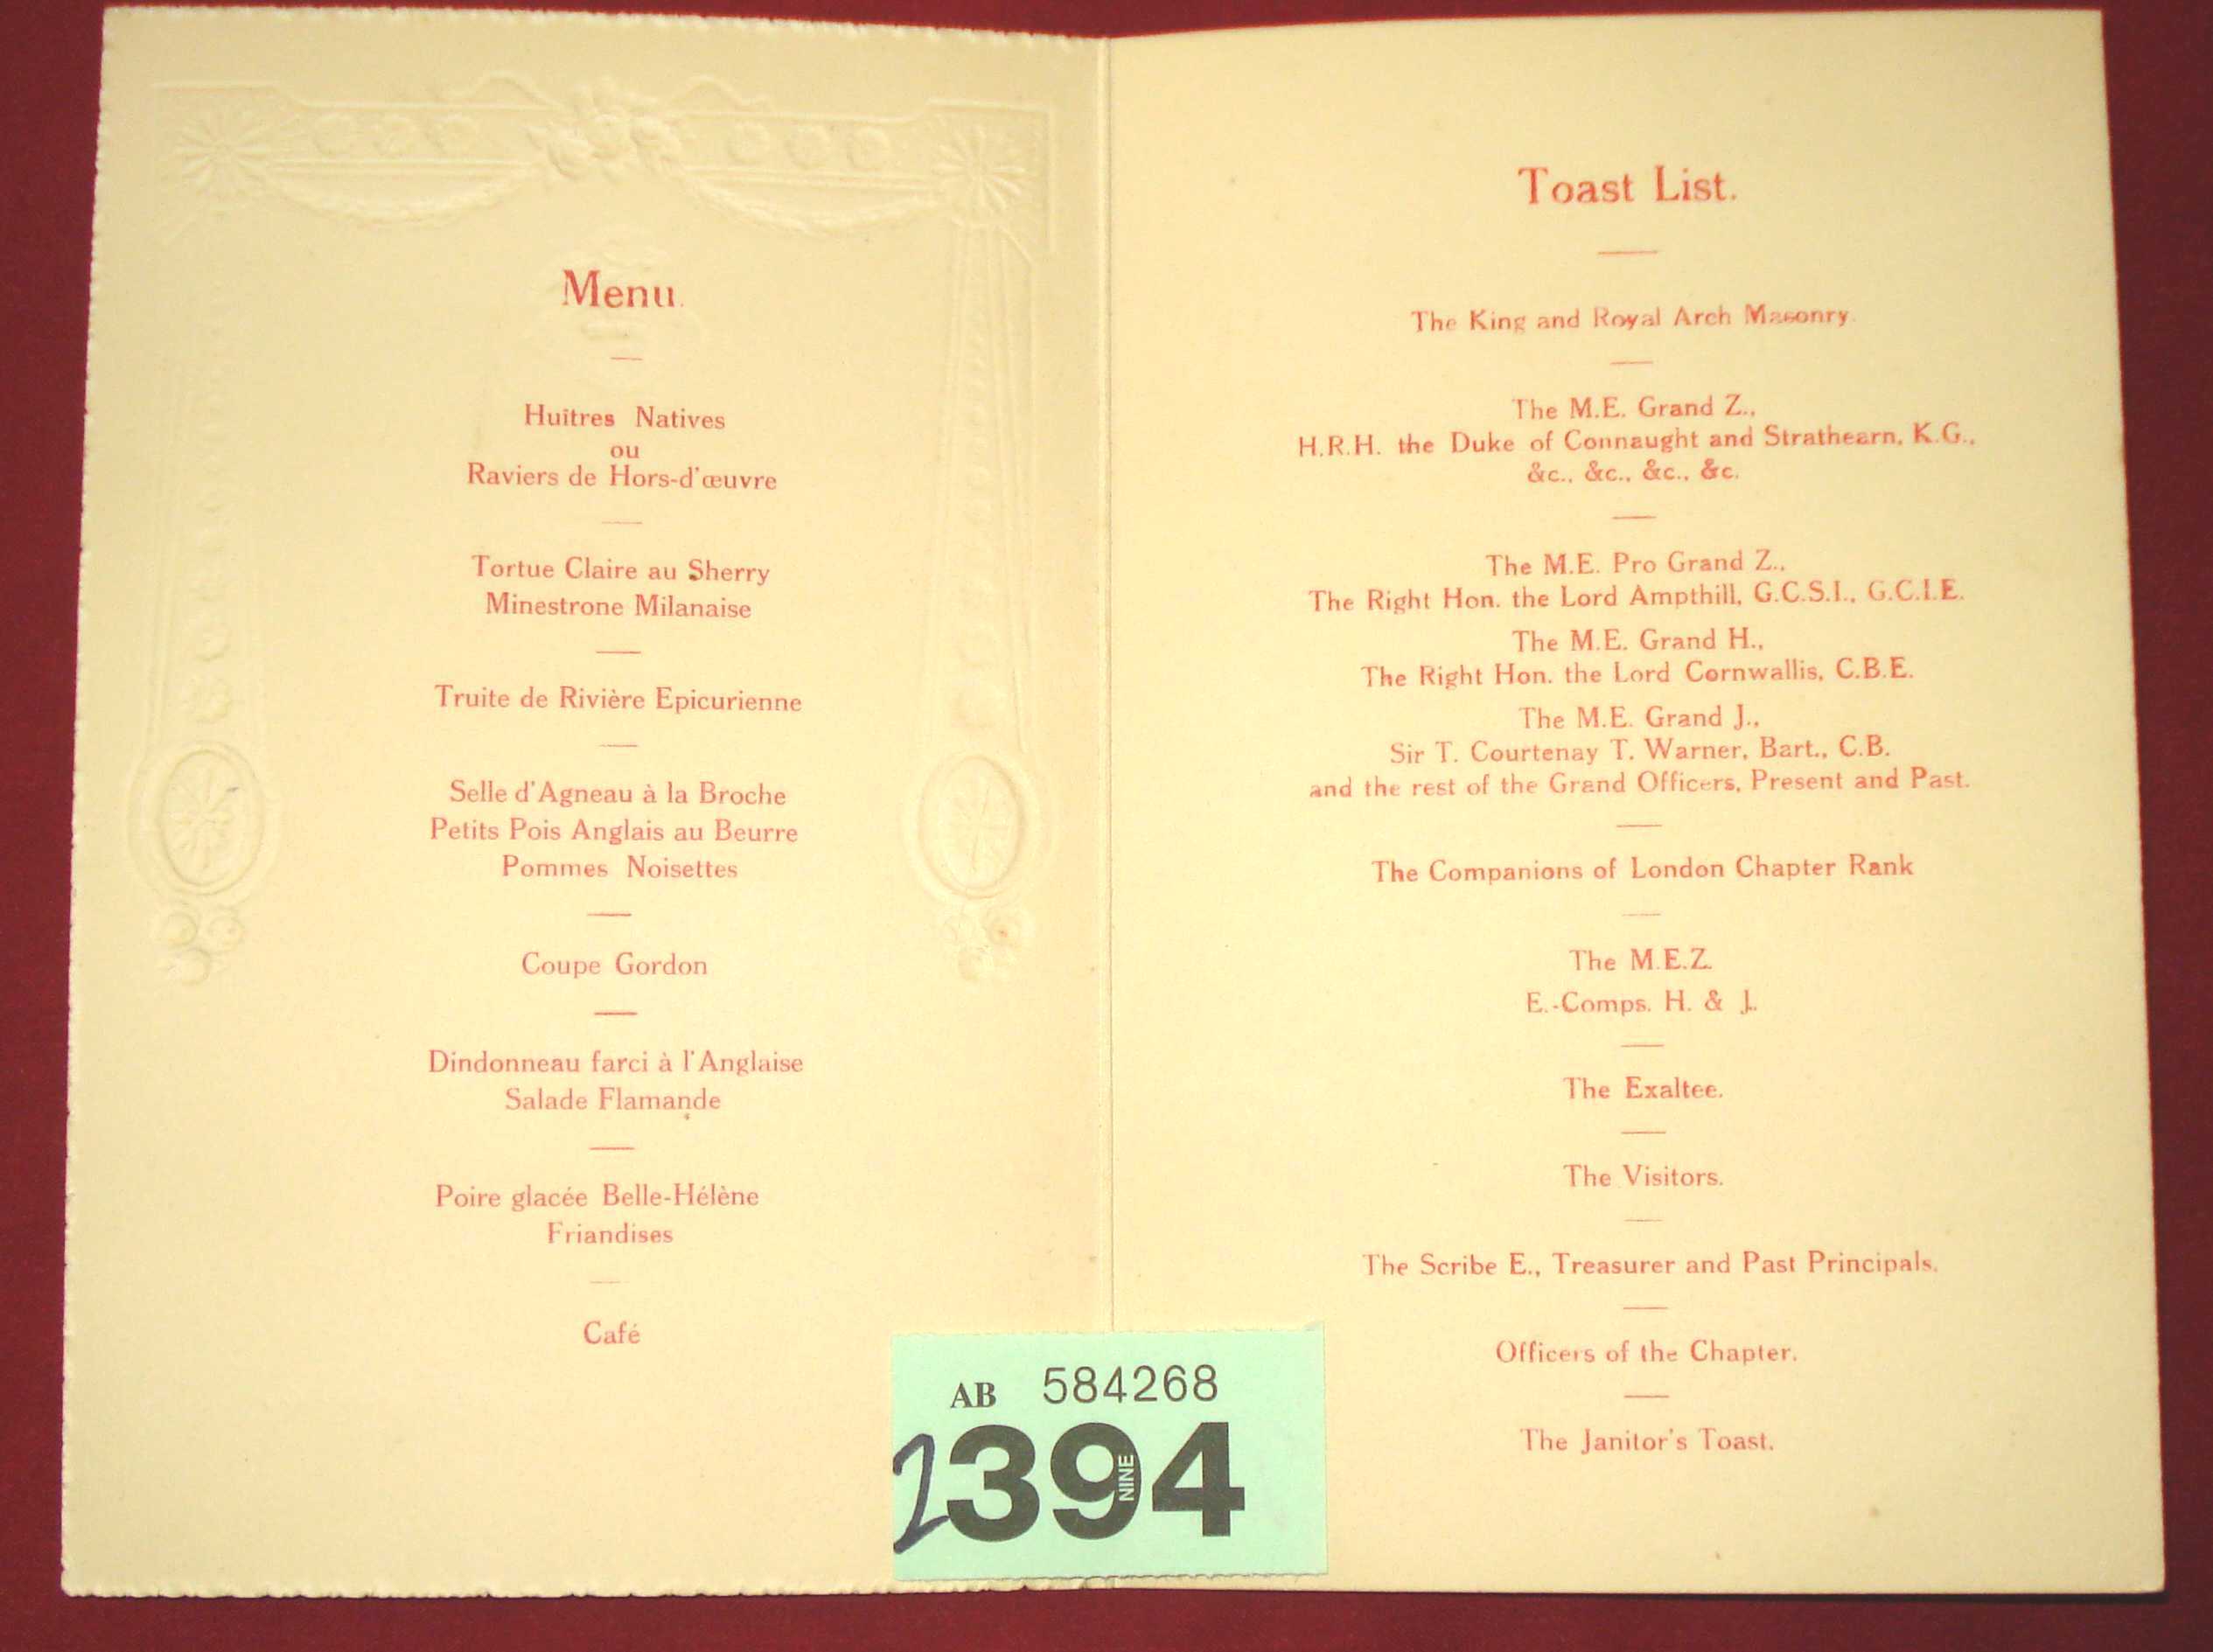 Menu.
Huîtres Natives
ou
Raviers de Hors-d'œuvre
Tortue Claire au Sherry
Minestrone Milanaise
Truite de Rivière Epicurienne
Selle d'Agneau à la Broche
Petits Pois Anglais au Beurre
Pommes Noisettes
Coupe Gordon
Dindonneau farci à l'Anglaise
Salade Flamande
Poire glacée Belle-Hélène
Friandises
Café
Toast List.
The King and Royal Arch Masonry.
The M.E. Grand Z.,
H.R.H. the Duke of Connaught and Strathearn, K.G.,
&c., &c., &c., &c.
The M.E. Pro Grand Z.,
The Right Hon. the Lord Ampthill, G.C.S.I., G.C.I.E.
The M.E. Grand H.,
The Right Hon. the Lord Cornwallis, C.B.E.
The M.E. Grand J.,
Sir T. Courtenay T. Warner, Bart., C.B.
and the rest of the Grand Officers, Present and Past.
The Companions of London Chapter Rank
The M.E.Z.
E.-Comps. H. & J.
The Exaltee.
The Visitors.
The Scribe E., Treasurer and Past Principals.
Officers of the Chapter.
The Janitor's Toast.
AB 584268
2394
NINE